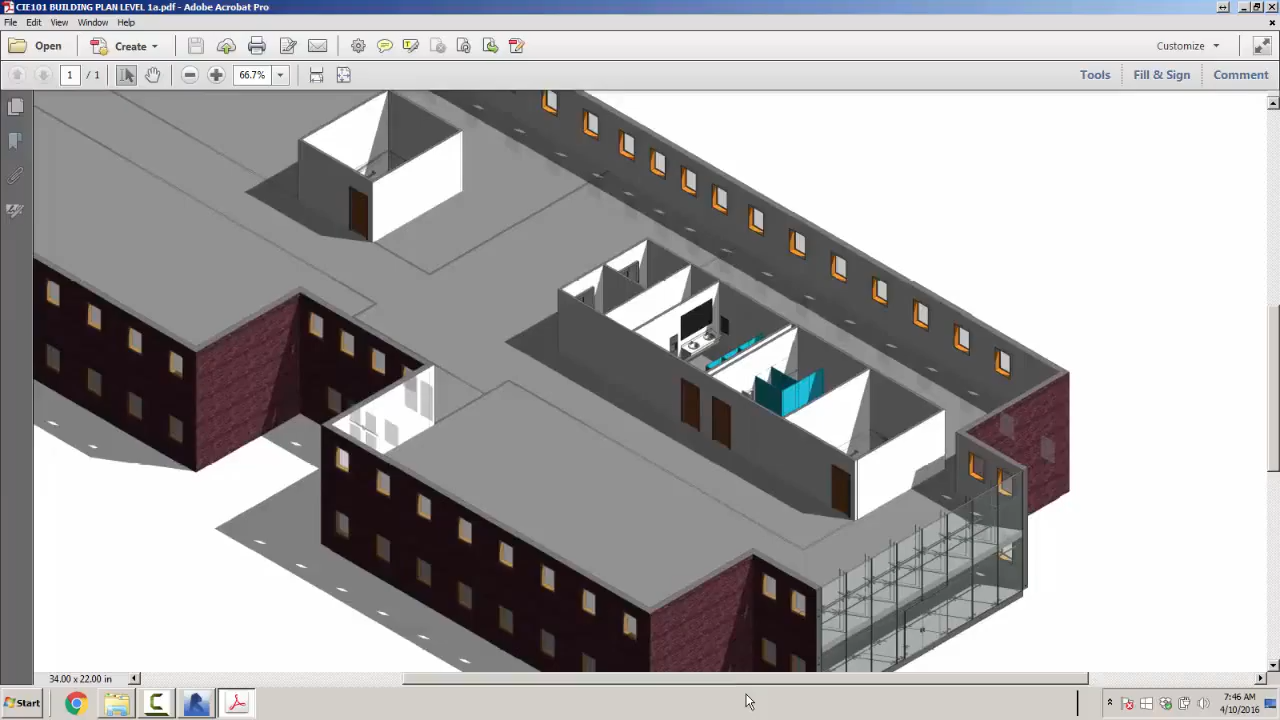 CIE101 BUILDING PLAN LEVEL 1a.pdf - Adobe Acrobat Pro
File Edit View Window Help
Open Create Customize
1 / 1 66.7% Tools Fill & Sign Comment
34.00 x 22.00 in
Start 7:46 AM
4/10/2016